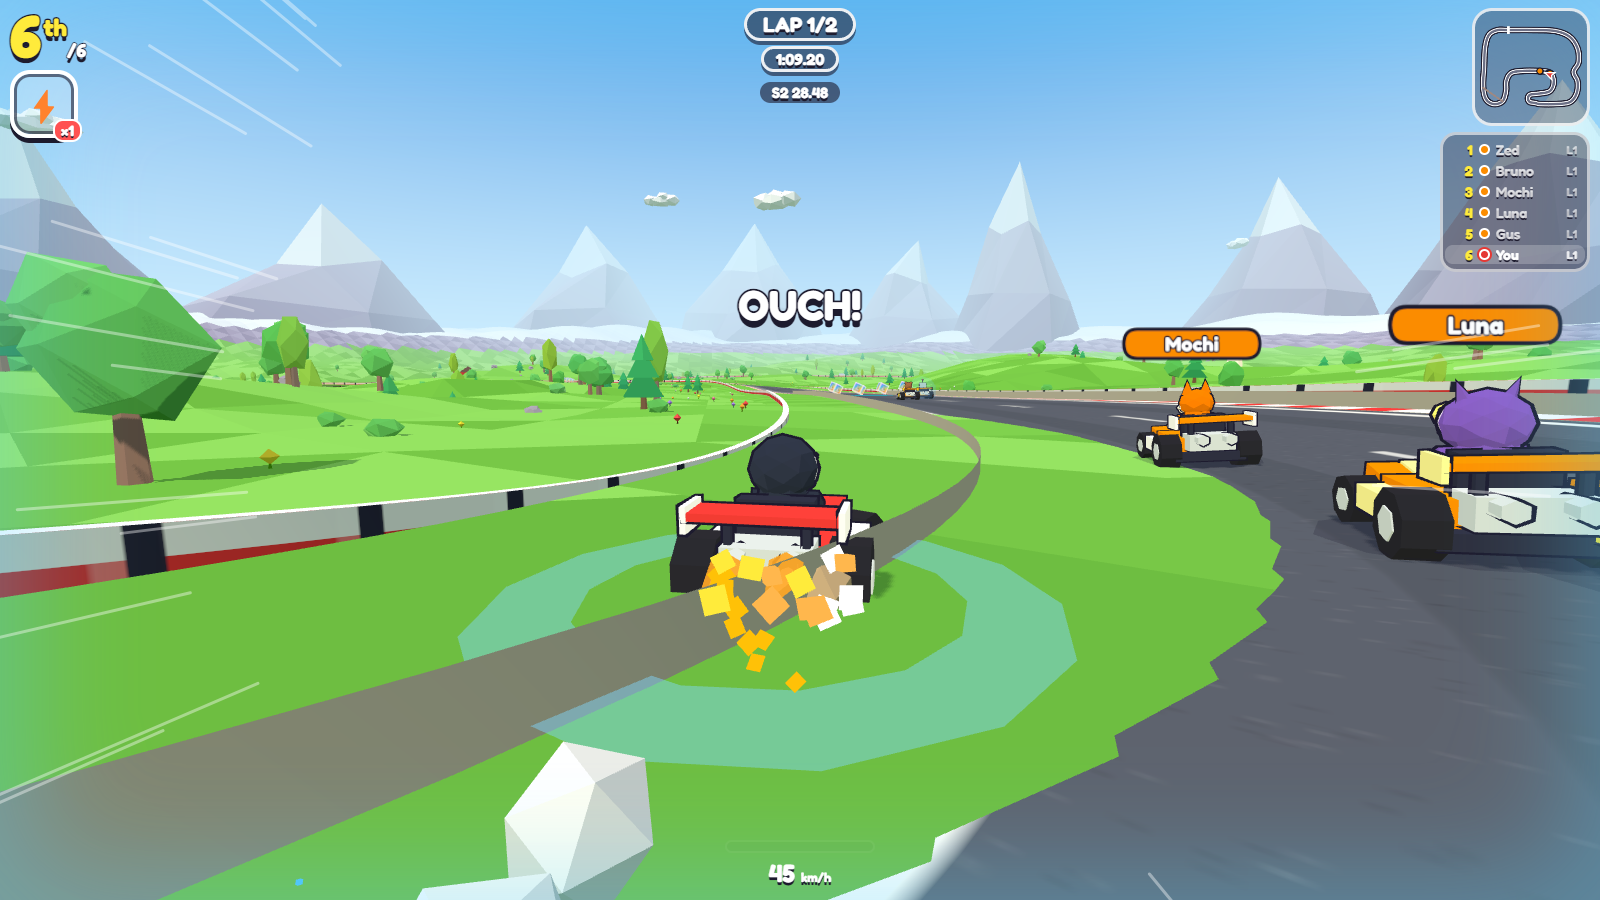 6th/6
x1
LAP 1/2
1:09.20
S2 28.48
1 Zed L1
2 Bruno L1
3 Mochi L1
4 Luna L1
5 Gus L1
6 You L1
OUCH!
Mochi
Luna
45 km/h